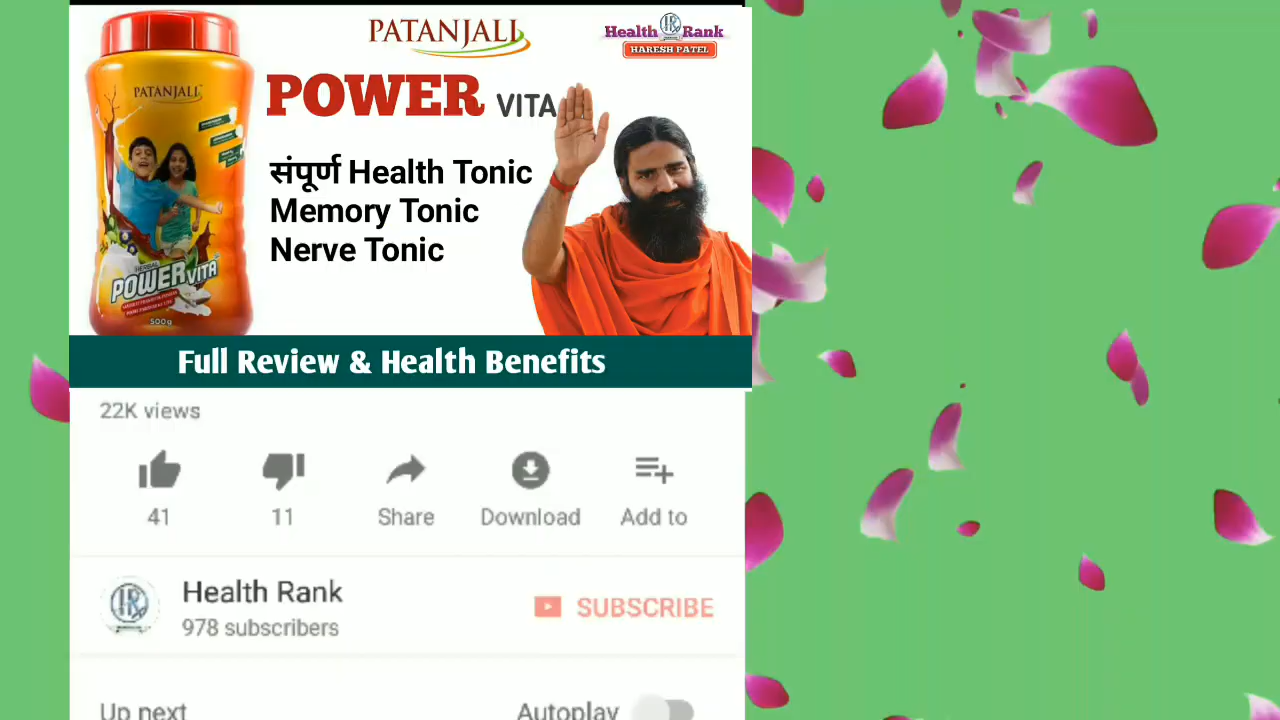 PATANJALI
Health Rank
HARESH PATEL
POWER VITA
PATANJALI
संपूर्ण Health Tonic
Memory Tonic
Nerve Tonic
HERBAL
POWER VITA
500g
Full Review & Health Benefits
22K views
41
11
Share
Download
Add to
Health Rank
978 subscribers
SUBSCRIBE
Up next
Autoplay